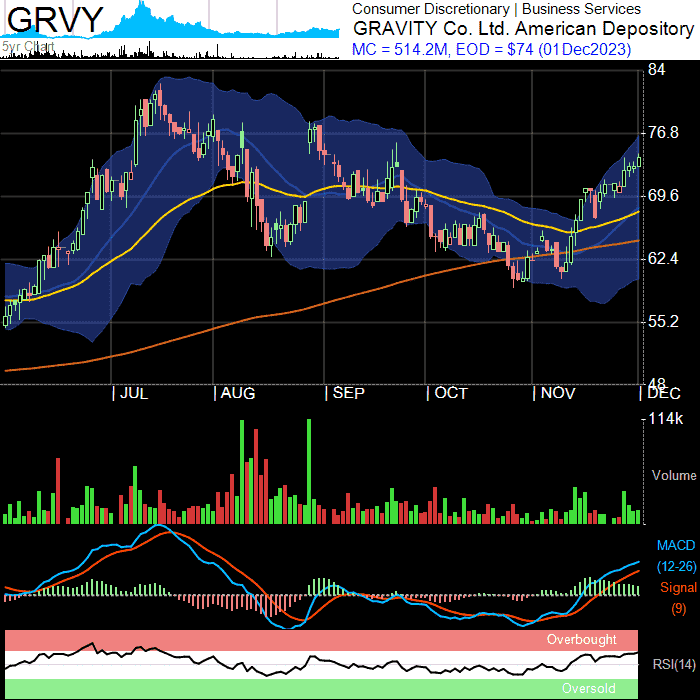 GRVY
5yr Chart
Consumer Discretionary | Business Services
GRAVITY Co. Ltd. American Depository
MC = 514.2M, EOD = $74 (01Dec2023)
84
76.8
69.6
62.4
55.2
48
| JUL | AUG | SEP | OCT | NOV | DEC
114k
Volume
MACD
(12-26)
Signal
(9)
Overbought
RSI(14)
Oversold